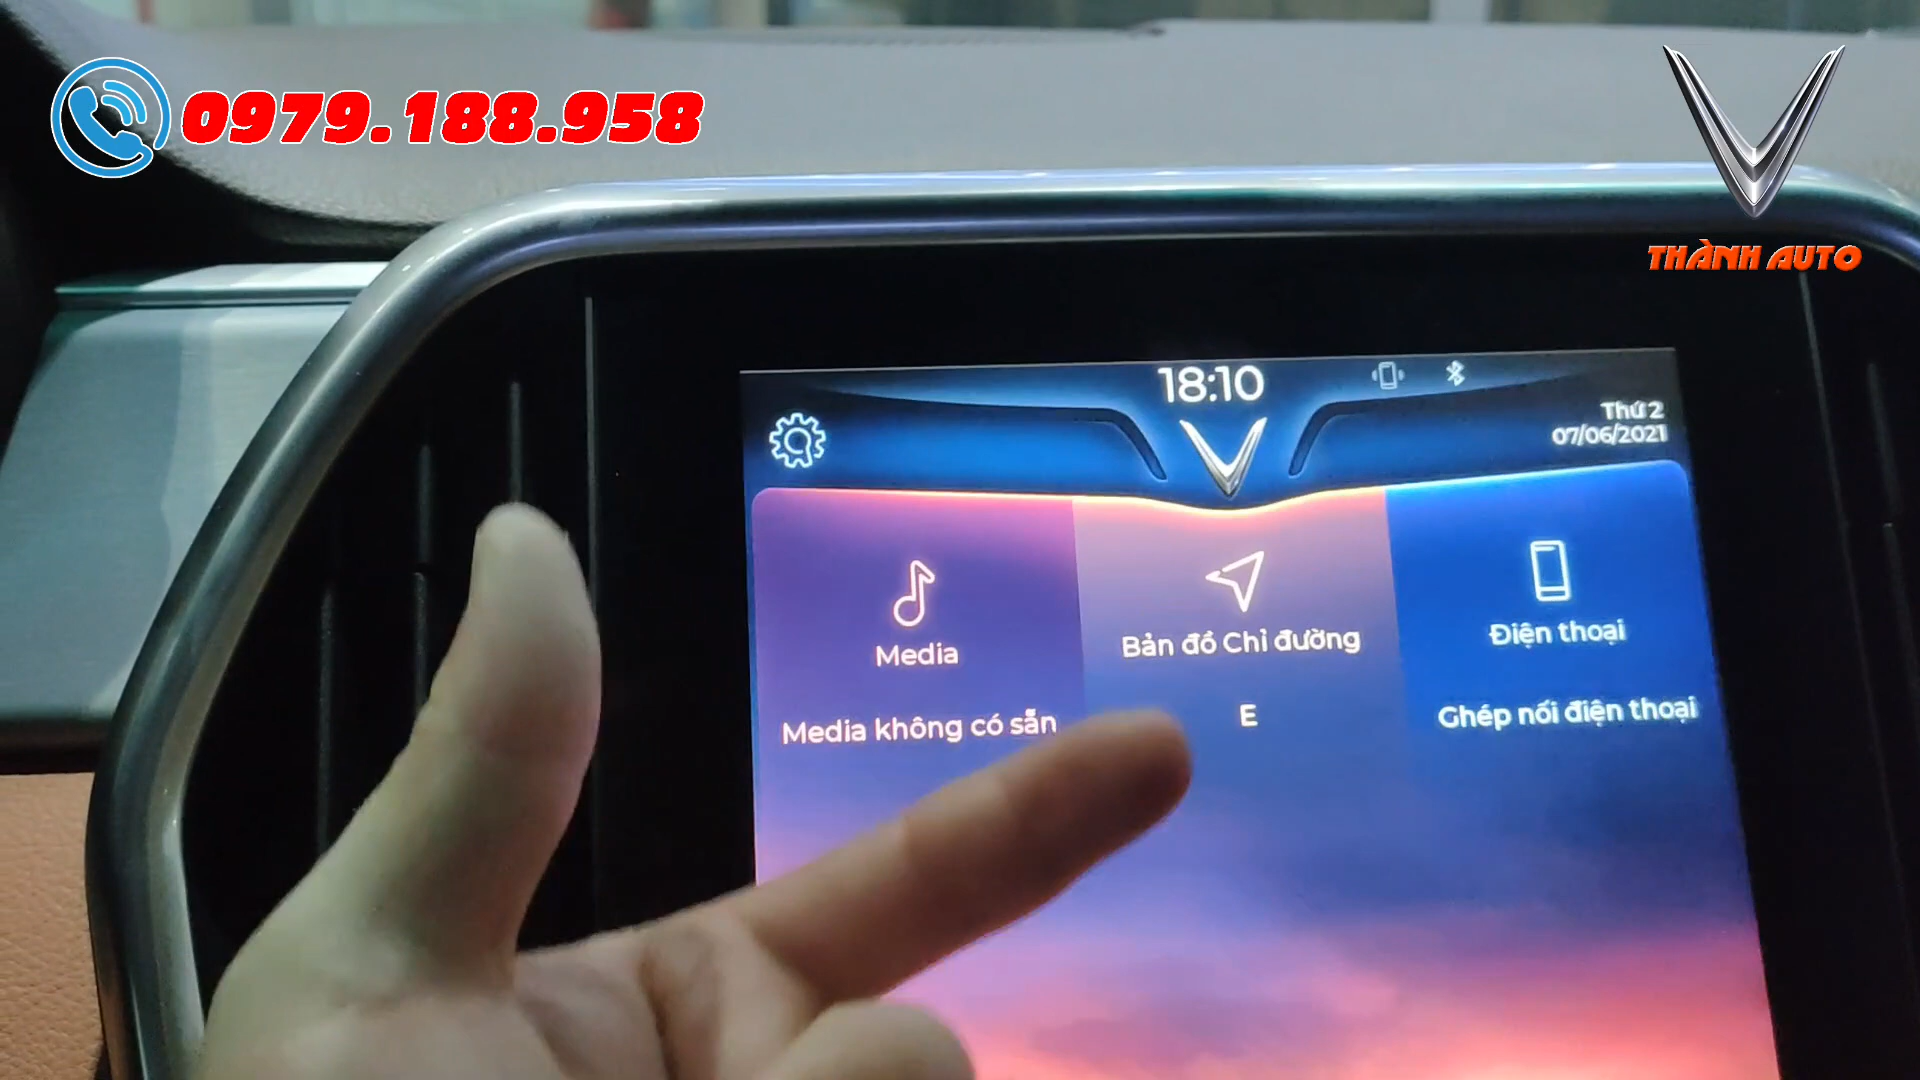 0979.188.958
THÀNH AUTO
18:10
Thứ 2
07/06/2021
Media
Bản đồ Chỉ đường
Điện thoại
Media không có sẵn
E
Ghép nối điện thoại